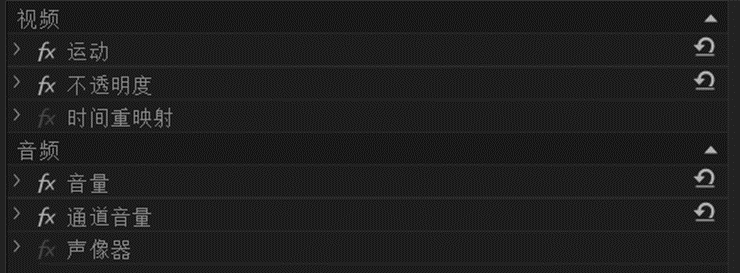 视频
fx 运动
fx 不透明度
fx 时间重映射
音频
fx 音量
fx 通道音量
fx 声像器